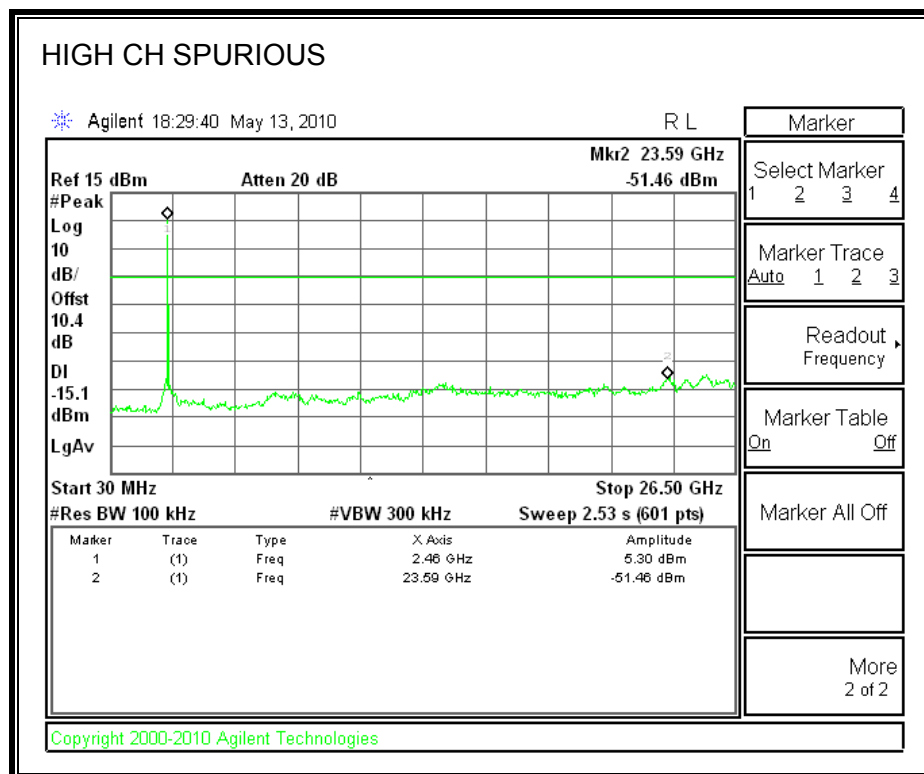 HIGH CH SPURIOUS
Agilent 18:29:40 May 13, 2010 R L
Mkr2 23.59 GHz
Ref 15 dBm Atten 20 dB -51.46 dBm
#Peak
Log
10
dB/
Offst
10.4
dB
DI
-15.1
dBm
LgAv
1
2
Start 30 MHz Stop 26.50 GHz
#Res BW 100 kHz #VBW 300 kHz Sweep 2.53 s (601 pts)
Marker Trace Type X Axis Amplitude
1 (1) Freq 2.46 GHz 5.30 dBm
2 (1) Freq 23.59 GHz -51.46 dBm
Marker
Select Marker
1 2 3 4
Marker Trace
Auto 1 2 3
Readout
Frequency
Marker Table
On Off
Marker All Off
More
2 of 2
Copyright 2000-2010 Agilent Technologies